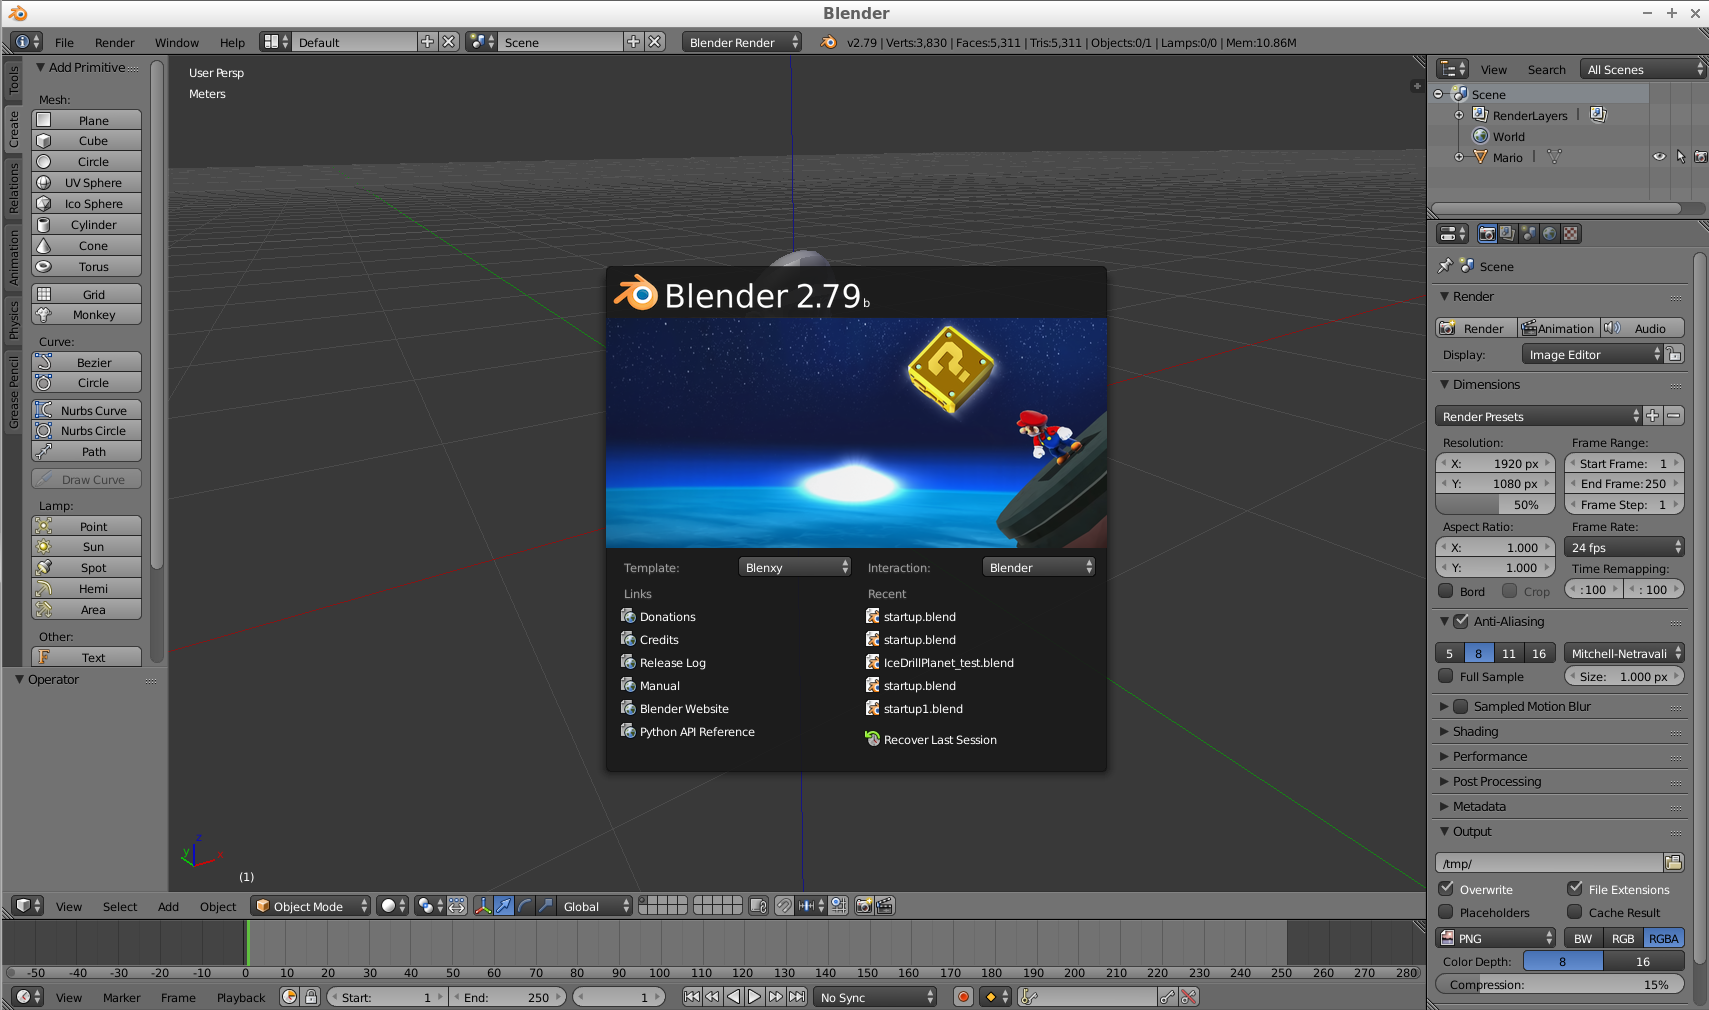 Blender
File Render Window Help Default Scene Blender Render v2.79 | Verts:3,830 | Faces:5,311 | Tris:5,311 | Objects:0/1 | Lamps:0/0 | Mem:10.86M
Tools
Create
Relations
Animation
Physics
Grease Pencil
Add Primitive
Mesh:
Plane
Cube
Circle
UV Sphere
Ico Sphere
Cylinder
Cone
Torus
Grid
Monkey
Curve:
Bezier
Circle
Nurbs Curve
Nurbs Circle
Path
Draw Curve
Lamp:
Point
Sun
Spot
Hemi
Area
Other:
Text
Operator
User Persp
Meters
Blender 2.79 b
Template: Blenxy Interaction: Blender
Links
Donations
Credits
Release Log
Manual
Blender Website
Python API Reference
Recent
startup.blend
startup.blend
IceDrillPlanet_test.blend
startup.blend
startup1.blend
Recover Last Session
z
y x
(1)
View Select Add Object Object Mode Global
-50 -40 -30 -20 -10 0 10 20 30 40 50 60 70 80 90 100 110 120 130 140 150 160 170 180 190 200 210 220 230 240 250 260 270 280
View Marker Frame Playback Start: 1 End: 250 1 No Sync
View Search All Scenes
Scene
RenderLayers |
World
Mario |
Scene
Render
Render Animation Audio
Display: Image Editor
Dimensions
Render Presets
Resolution: Frame Range:
X: 1920 px Start Frame: 1
Y: 1080 px End Frame: 250
50% Frame Step: 1
Aspect Ratio: Frame Rate:
X: 1.000 24 fps
Y: 1.000 Time Remapping:
Bord Crop :100 : 100
Anti-Aliasing
5 8 11 16 Mitchell-Netravali
Full Sample Size: 1.000 px
Sampled Motion Blur
Shading
Performance
Post Processing
Metadata
Output
/tmp/
Overwrite File Extensions
Placeholders Cache Result
PNG BW RGB RGBA
Color Depth: 8 16
Compression: 15%